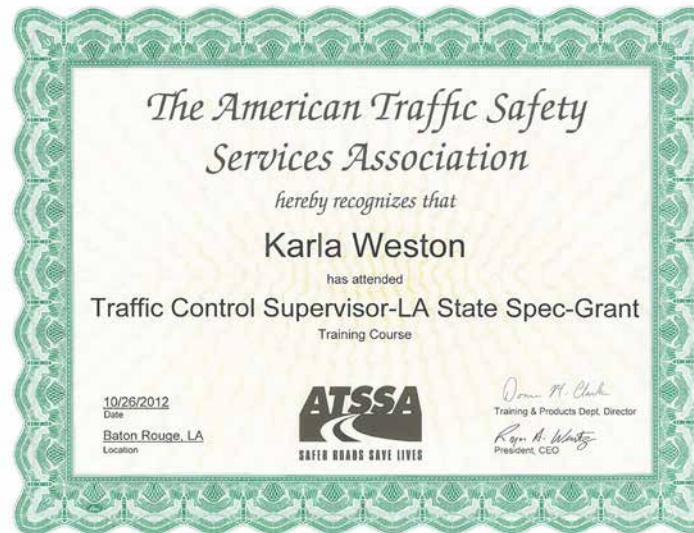 The American Traffic Safety
Services Association
hereby recognizes that
Karla Weston
has attended
Traffic Control Supervisor-LA State Spec-Grant
Training Course
10/26/2012
Date
Baton Rouge, LA
Location
ATSSA
SAFER ROADS SAVE LIVES
Training & Products Dept. Director
President, CEO